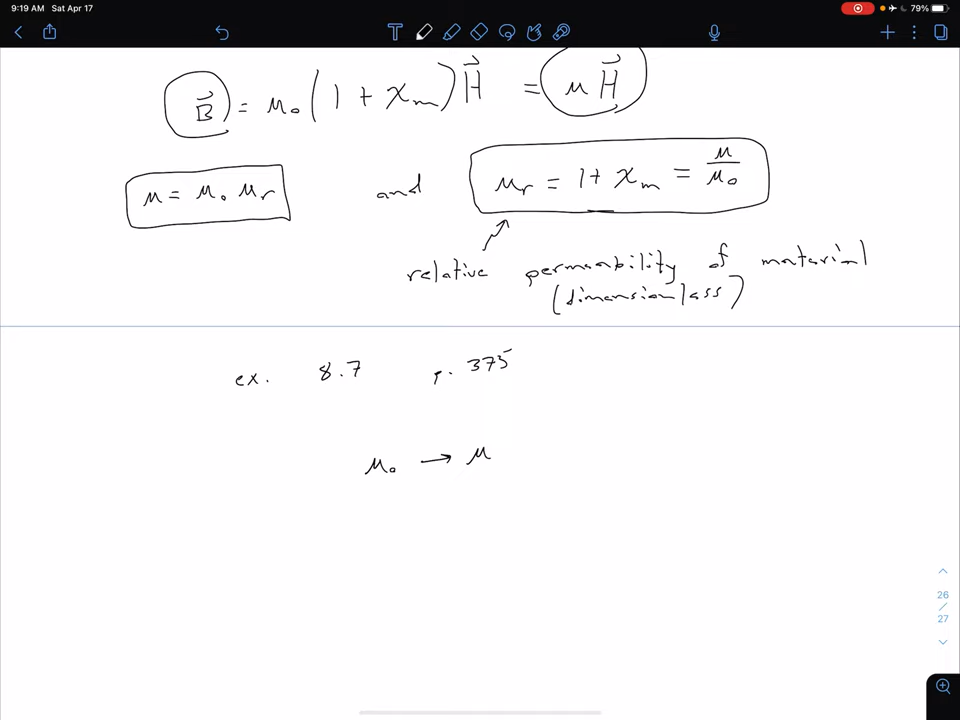 9:19 AM Sat Apr 17
79%
B⃗ = μ₀(1 + χₘ)H⃗ = μH⃗
μ = μ₀ μᵣ and μᵣ = 1 + χₘ = μ/μ₀
relative permeability of material
(dimensionless)
ex. 8.7 p. 375
μ₀ → μ
26
/
27